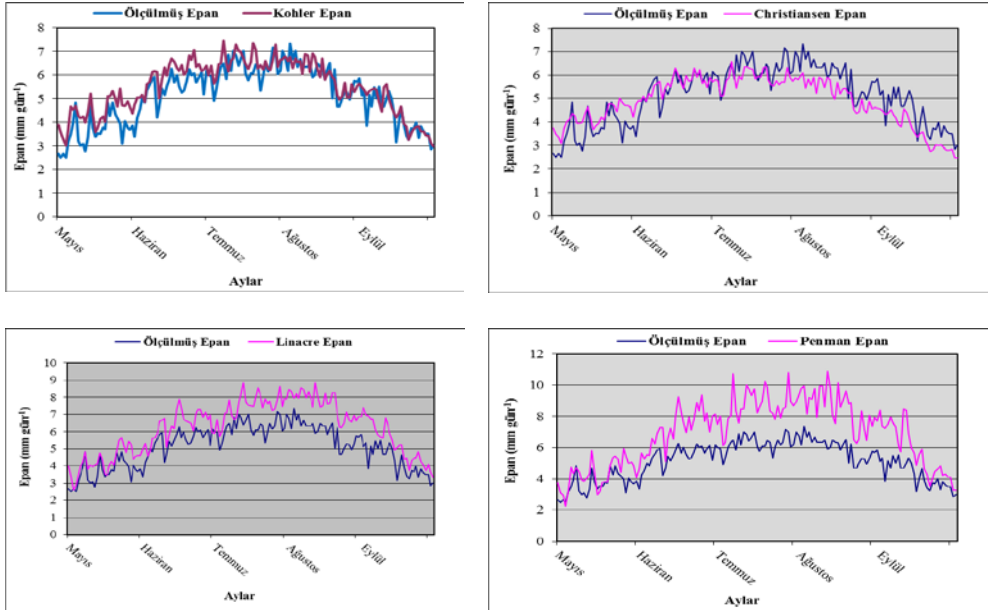 Ölçülmüş Epan Kohler Epan
Epan (mm gün-¹)
8
7
6
5
4
3
2
1
0
Mayıs
Haziran
Temmuz
Ağustos
Eylül
Aylar
Ölçülmüş Epan Christiansen Epan
Epan (mm gün-¹)
8
7
6
5
4
3
2
1
0
Mayıs
Haziran
Temmuz
Ağustos
Eylül
Aylar
Ölçülmüş Epan Linacre Epan
Epan (mm gün-¹)
10
9
8
7
6
5
4
3
2
1
0
Mayıs
Haziran
Temmuz
Ağustos
Eylül
Aylar
Ölçülmüş Epan Penman Epan
Epan (mm gün-¹)
12
10
8
6
4
2
0
Mayıs
Haziran
Temmuz
Ağustos
Eylül
Aylar